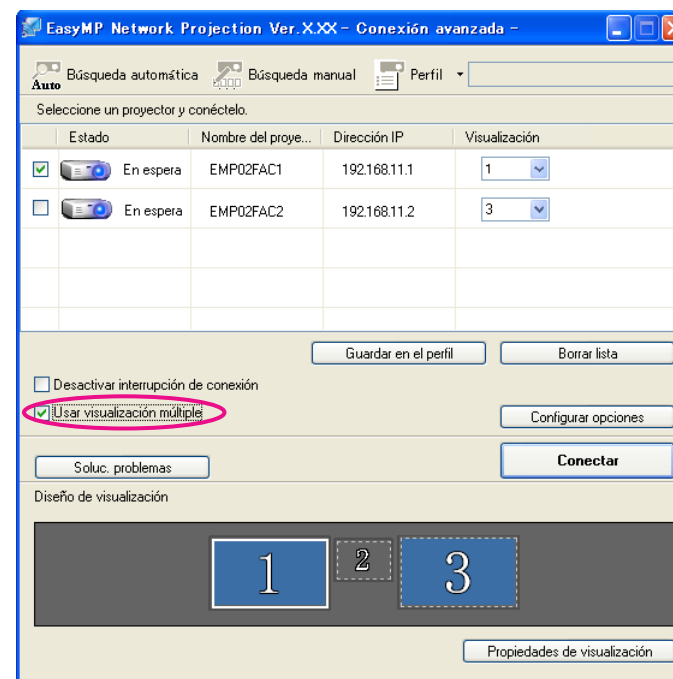 EasyMP Network Projection Ver.X.XX - Conexión avanzada -
Auto Búsqueda automática Búsqueda manual Perfil
Seleccione un proyector y conéctelo.
Estado Nombre del proye... Dirección IP Visualización
En espera EMP02FAC1 192.168.11.1 1
En espera EMP02FAC2 192.168.11.2 3
Guardar en el perfil Borrar lista
Desactivar interrupción de conexión
Usar visualización múltiple
Configurar opciones
Soluc. problemas Conectar
Diseño de visualización
1 2 3
Propiedades de visualización